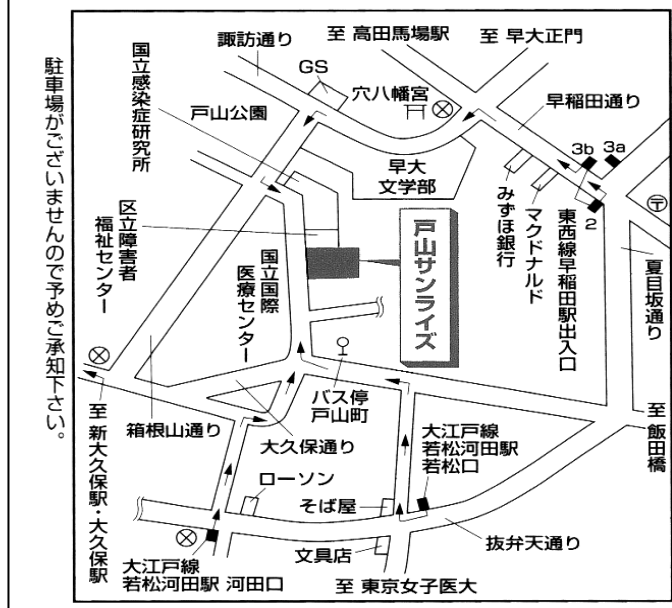 諏訪通り
至 高田馬場駅
至 早大正門
GS
穴八幡宮
早稲田通り
国立感染症研究所
戸山公園
3b
3a
早大
文学部
みずほ銀行
マクドナルド
2
東西線早稲田駅出入口
夏目坂通り
区立障害者
福祉センター
国立国際
医療センター
戸山サンライズ
バス停
戸山町
箱根山通り
大久保通り
至 新大久保駅・大久保駅
大江戸線
若松河田駅
若松口
至 飯田橋
ローソン
そば屋
文具店
抜弁天通り
大江戸線
若松河田駅 河田口
至 東京女子医大
駐車場がございませんので予めご承知下さい。